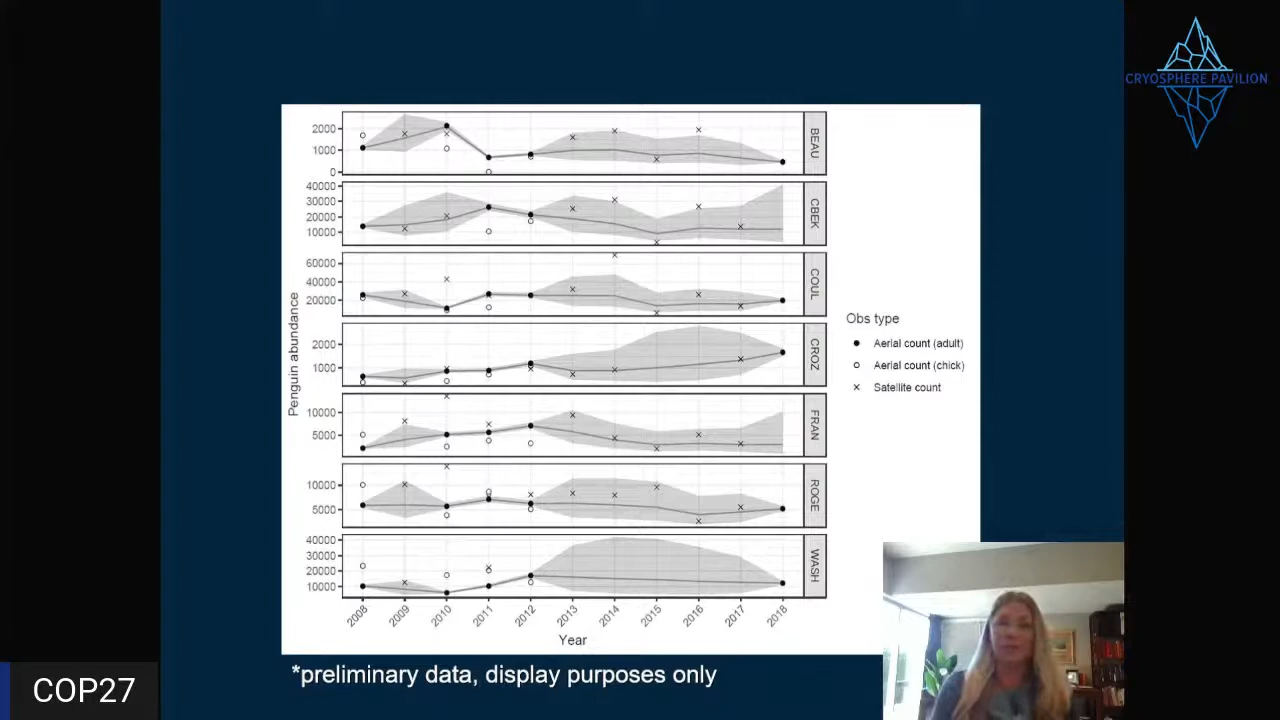 CRYOSPHERE PAVILION
Penguin abundance
2000
1000
0
BEAU
40000
30000
20000
10000
CBEK
60000
40000
20000
COUL
2000
1000
CROZ
10000
5000
FRAN
10000
5000
ROGE
40000
30000
20000
10000
WASH
2008 2009 2010 2011 2012 2013 2014 2015 2016 2017 2018
Year
Obs type
Aerial count (adult)
Aerial count (chick)
Satellite count
*preliminary data, display purposes only
COP27